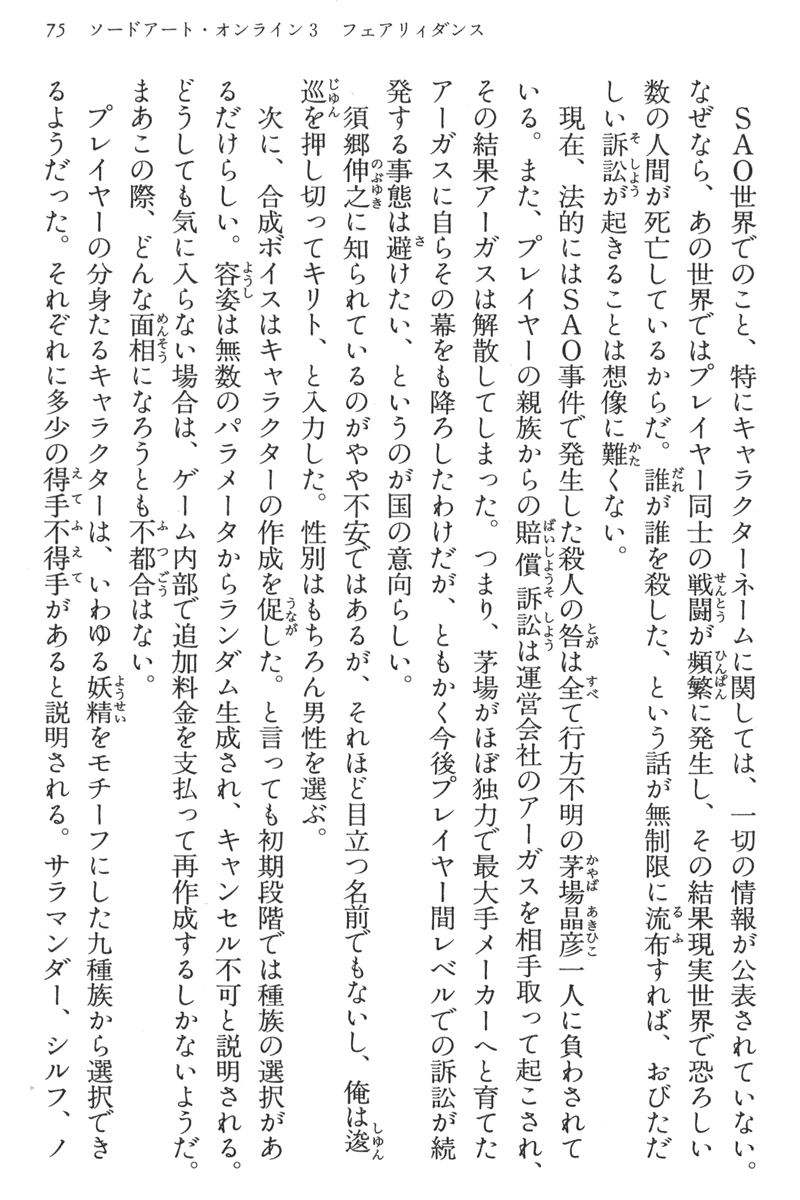 75　ソードアート・オンライン3　フェアリィダンス
　SAO世界でのこと、特にキャラクターネームに関しては、一切の情報が公表されていない。
なぜなら、あの世界ではプレイヤー同士の戦闘が頻繁に発生し、その結果現実世界で恐ろしい
数の人間が死亡しているからだ。誰が誰を殺した、という話が無制限に流布すれば、おびただ
しい訴訟が起きることは想像に難くない。
　現在、法的にはSAO事件で発生した殺人の咎は全て行方不明の茅場晶彦一人に負わされて
いる。また、プレイヤーの親族からの賠償訴訟は運営会社のアーガスを相手取って起こされ、
その結果アーガスは解散してしまった。つまり、茅場がほぼ独力で最大手メーカーへと育てた
アーガスに自らその幕をも降ろしたわけだが、ともかく今後プレイヤー間レベルでの訴訟が続
発する事態は避けたい、というのが国の意向らしい。
　須郷伸之に知られているのがやや不安ではあるが、それほど目立つ名前でもないし、俺は逡
巡を押し切ってキリト、と入力した。性別はもちろん男性を選ぶ。
　次に、合成ボイスはキャラクターの作成を促した。と言っても初期段階では種族の選択があ
るだけらしい。容姿は無数のパラメータからランダム生成され、キャンセル不可と説明される。
どうしても気に入らない場合は、ゲーム内部で追加料金を支払って再作成するしかないようだ。
まあこの際、どんな面相になろうとも不都合はない。
　プレイヤーの分身たるキャラクターは、いわゆる妖精をモチーフにした九種族から選択でき
るようだった。それぞれに多少の得手不得手があると説明される。サラマンダー、シルフ、ノ